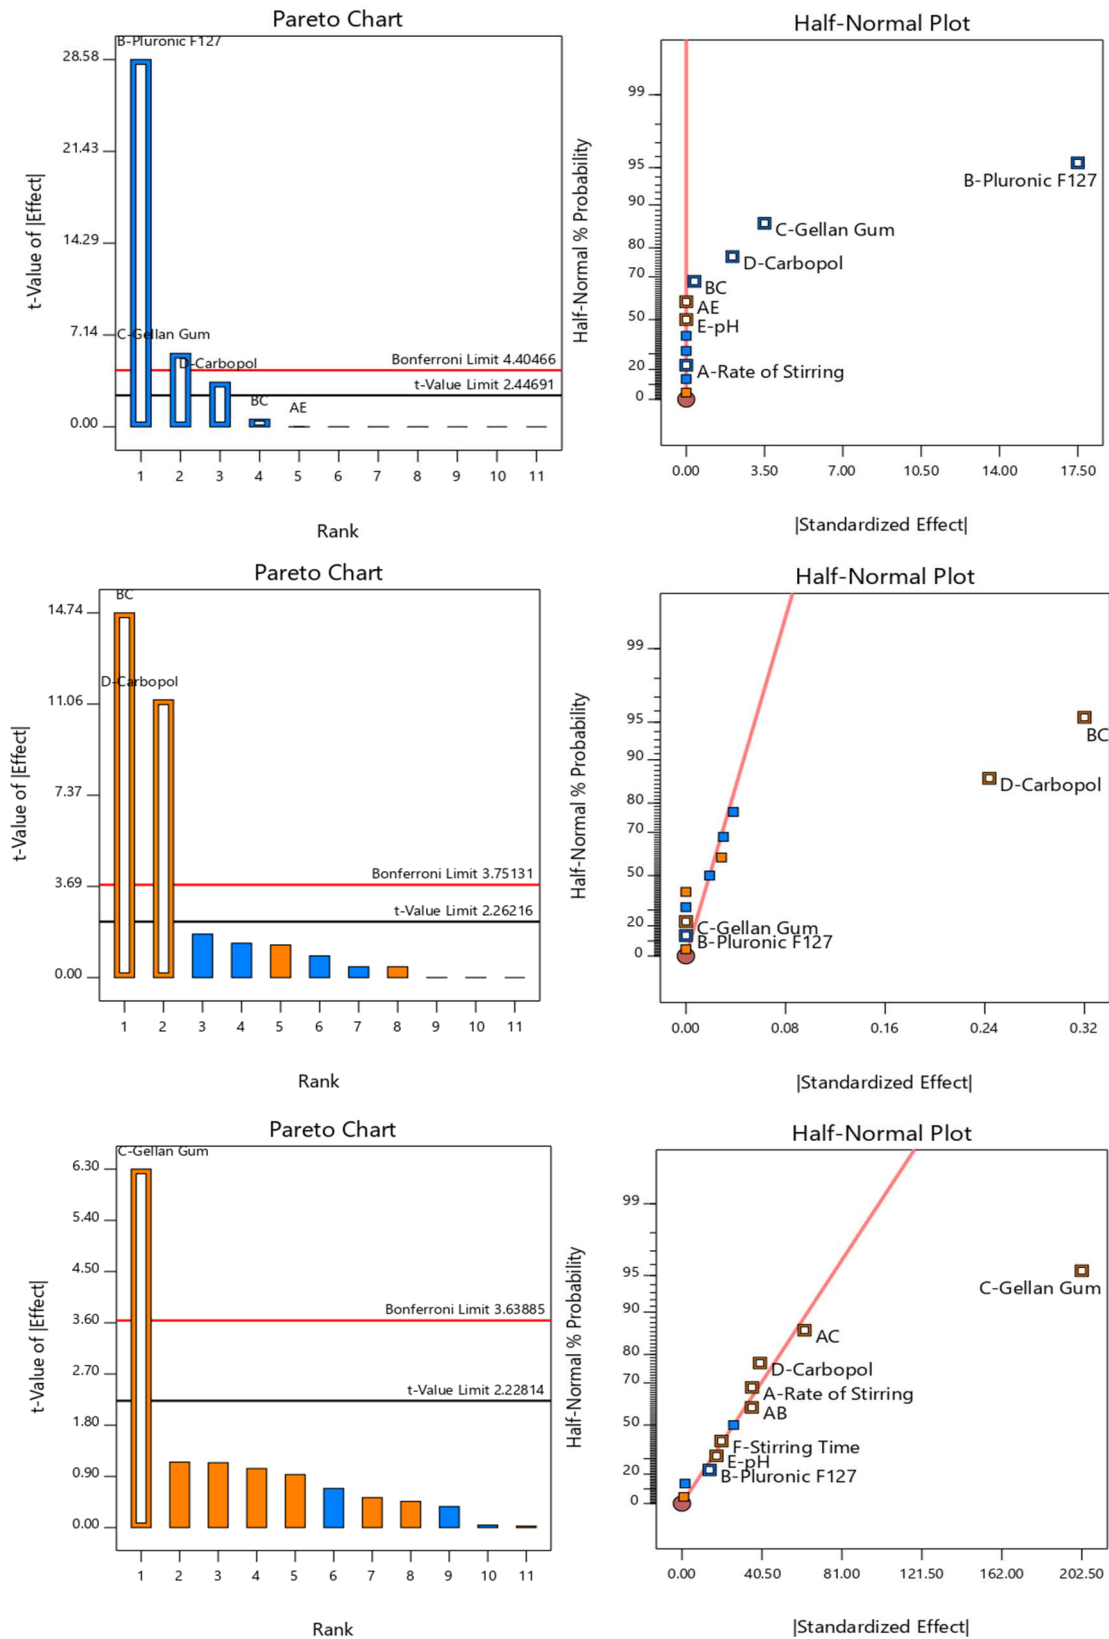 Pareto Chart
B-Pluronic F127
28.58
21.43
14.29
7.14
0.00
t-Value of |Effect|
C-Gellan Gum
D-Carbopol
BC
AE
Bonferroni Limit 4.40466
t-Value Limit 2.44691
1 2 3 4 5 6 7 8 9 10 11
Rank
Half-Normal Plot
Half-Normal % Probability
99
95
90
80
70
50
20
0
B-Pluronic F127
C-Gellan Gum
D-Carbopol
BC
AE
E-pH
A-Rate of Stirring
0.00 3.50 7.00 10.50 14.00 17.50
|Standardized Effect|
Pareto Chart
BC
14.74
11.06
7.37
3.69
0.00
t-Value of |Effect|
D-Carbopol
Bonferroni Limit 3.75131
t-Value Limit 2.26216
1 2 3 4 5 6 7 8 9 10 11
Rank
Half-Normal Plot
Half-Normal % Probability
99
95
90
80
70
50
20
0
BC
D-Carbopol
C-Gellan Gum
B-Pluronic F127
0.00 0.08 0.16 0.24 0.32
|Standardized Effect|
Pareto Chart
C-Gellan Gum
6.30
5.40
4.50
3.60
2.70
1.80
0.90
0.00
t-Value of |Effect|
Bonferroni Limit 3.63885
t-Value Limit 2.22814
1 2 3 4 5 6 7 8 9 10 11
Rank
Half-Normal Plot
Half-Normal % Probability
99
95
90
80
70
50
20
0
C-Gellan Gum
AC
D-Carbopol
A-Rate of Stirring
AB
F-Stirring Time
E-pH
B-Pluronic F127
0.00 40.50 81.00 121.50 162.00 202.50
|Standardized Effect|